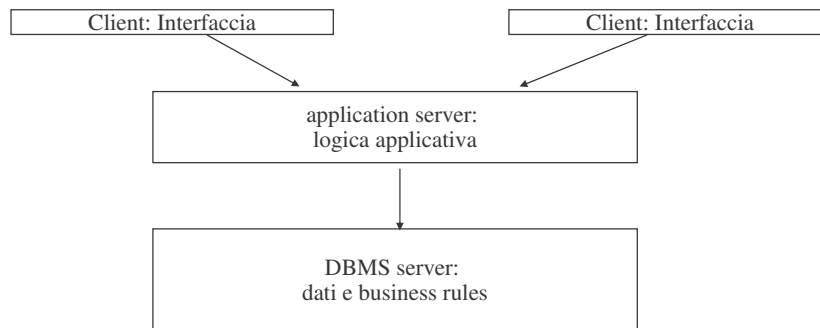 Client: Interfaccia
Client: Interfaccia
application server:
logica applicativa
DBMS server:
dati e business rules